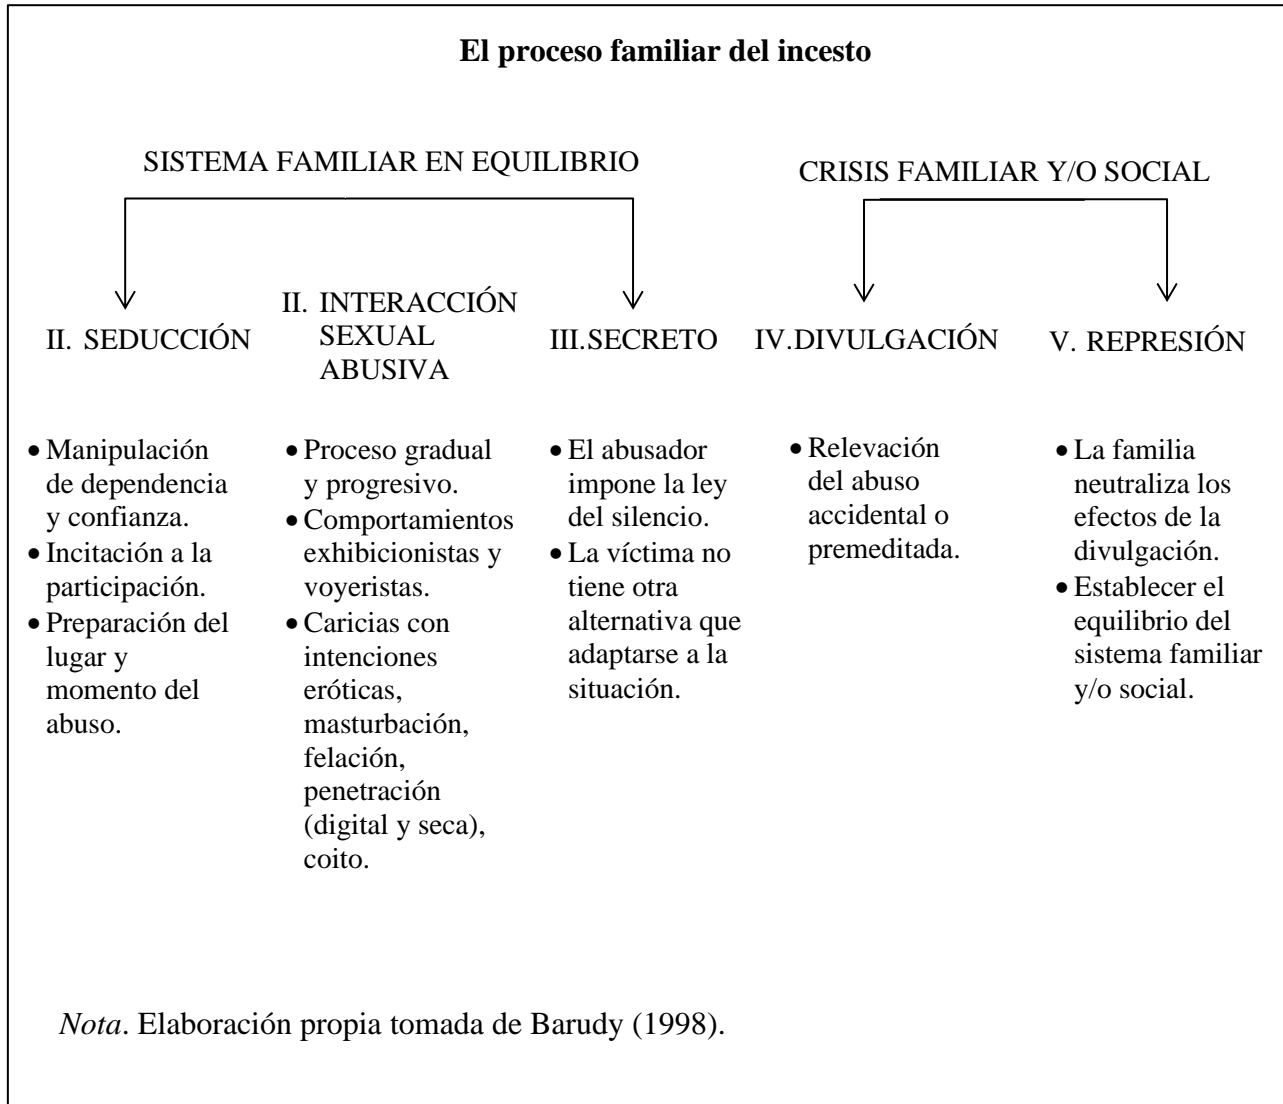 El proceso familiar del incesto
SISTEMA FAMILIAR EN EQUILIBRIO
CRISIS FAMILIAR Y/O SOCIAL
II. SEDUCCIÓN
• Manipulación
de dependencia
y confianza.
• Incitación a la
participación.
• Preparación del
lugar y
momento del
abuso.
II. INTERACCIÓN
SEXUAL
ABUSIVA
• Proceso gradual
y progresivo.
• Comportamientos
exhibicionistas y
voyeristas.
• Caricias con
intenciones
eróticas,
masturbación,
felación,
penetración
(digital y seca),
coito.
III.SECRETO
• El abusador
impone la ley
del silencio.
• La víctima no
tiene otra
alternativa que
adaptarse a la
situación.
IV.DIVULGACIÓN
• Relevación
del abuso
accidental o
premeditada.
V. REPRESIÓN
• La familia
neutraliza los
efectos de la
divulgación.
• Establecer el
equilibrio del
sistema familiar
y/o social.
Nota. Elaboración propia tomada de Barudy (1998).